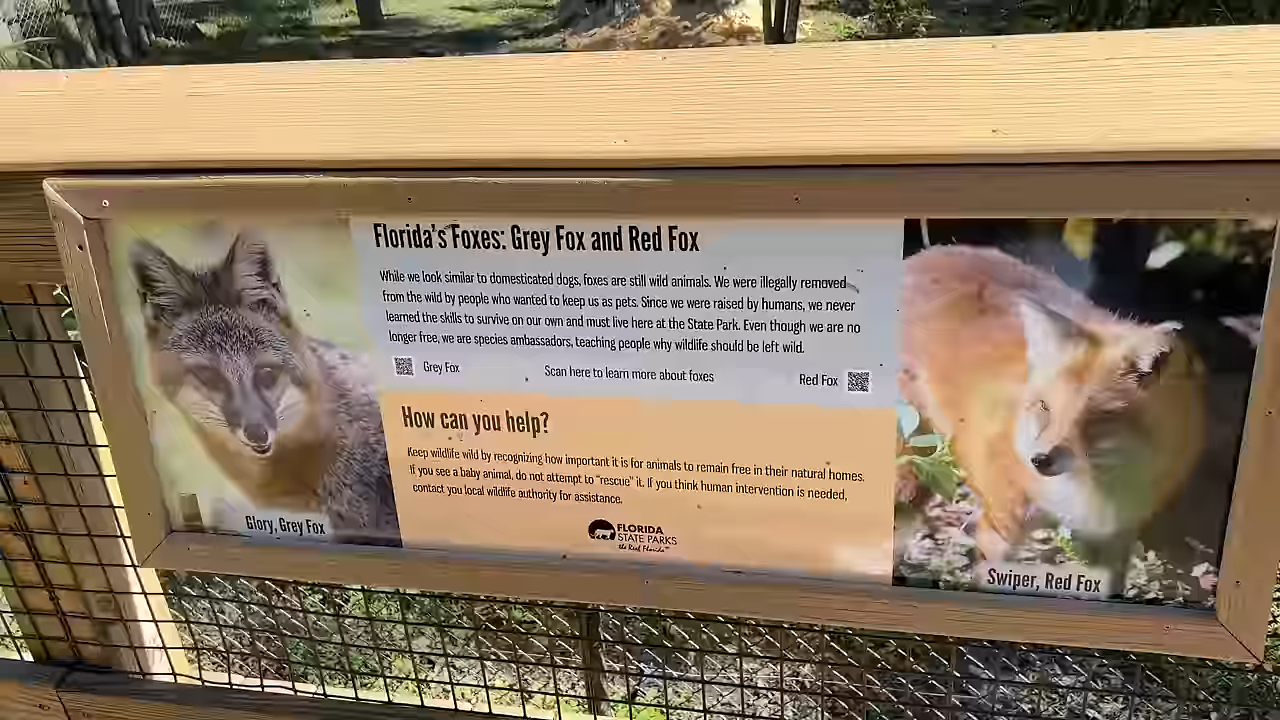 Florida's Foxes: Grey Fox and Red Fox
While we look similar to domesticated dogs, foxes are still wild animals. We were illegally removed
from the wild by people who wanted to keep us as pets. Since we were raised by humans, we never
learned the skills to survive on our own and must live here at the State Park. Even though we are no
longer free, we are species ambassadors, teaching people why wildlife should be left wild.
Grey Fox
Scan here to learn more about foxes
Red Fox
How can you help?
Keep wildlife wild by recognizing how important it is for animals to remain free in their natural homes.
If you see a baby animal, do not attempt to "rescue" it. If you think human intervention is needed,
contact you local wildlife authority for assistance.
FLORIDA
STATE PARKS
the Real Florida
Glory, Grey Fox
Swiper, Red Fox